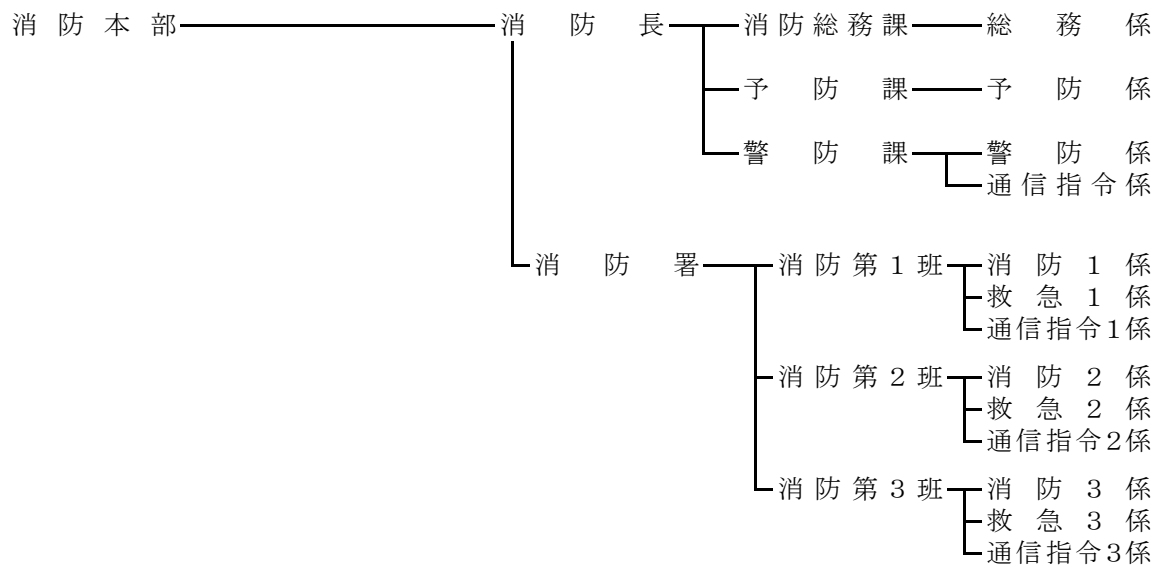 消防本部 消防長 消防総務課 総務係
予防課 予防係
警防課 警防係
通信指令係
消防署 消防第1班 消防1係
救急1係
通信指令1係
消防第2班 消防2係
救急2係
通信指令2係
消防第3班 消防3係
救急3係
通信指令3係